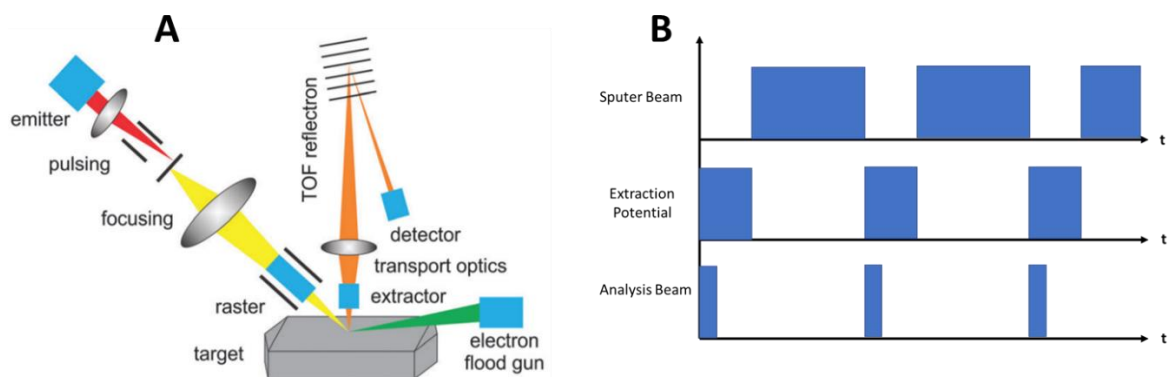 A
emitter
pulsing
focusing
raster
target
TOF reflectron
detector
transport optics
extractor
electron
flood gun
B
Sputer Beam
t
Extraction
Potential
t
Analysis Beam
t